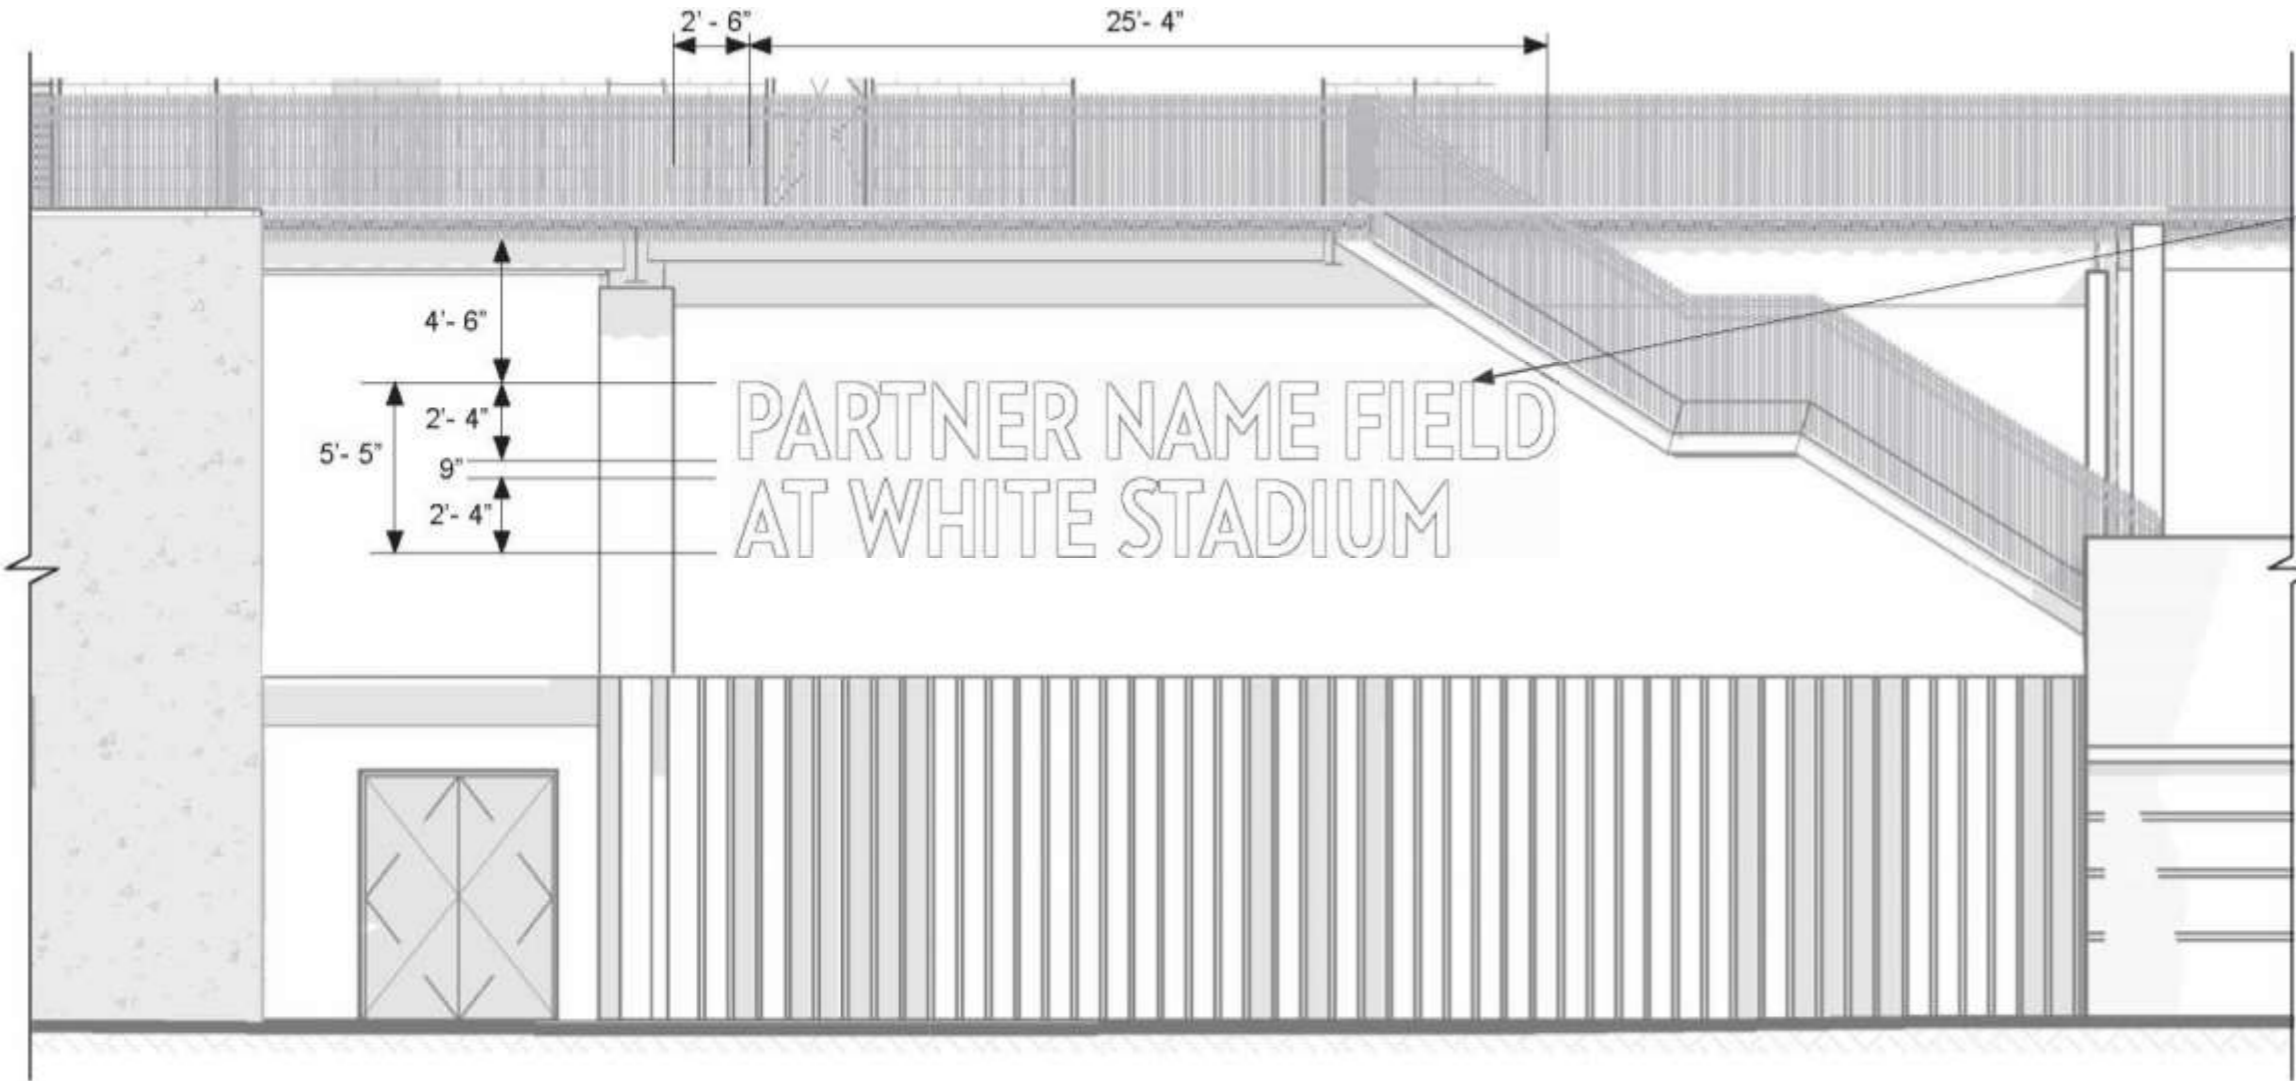 2' - 6" 25'- 4"
4'- 6"
2'- 4"
5'- 5"
9"
2'- 4"
PARTNER NAME FIELD
AT WHITE STADIUM